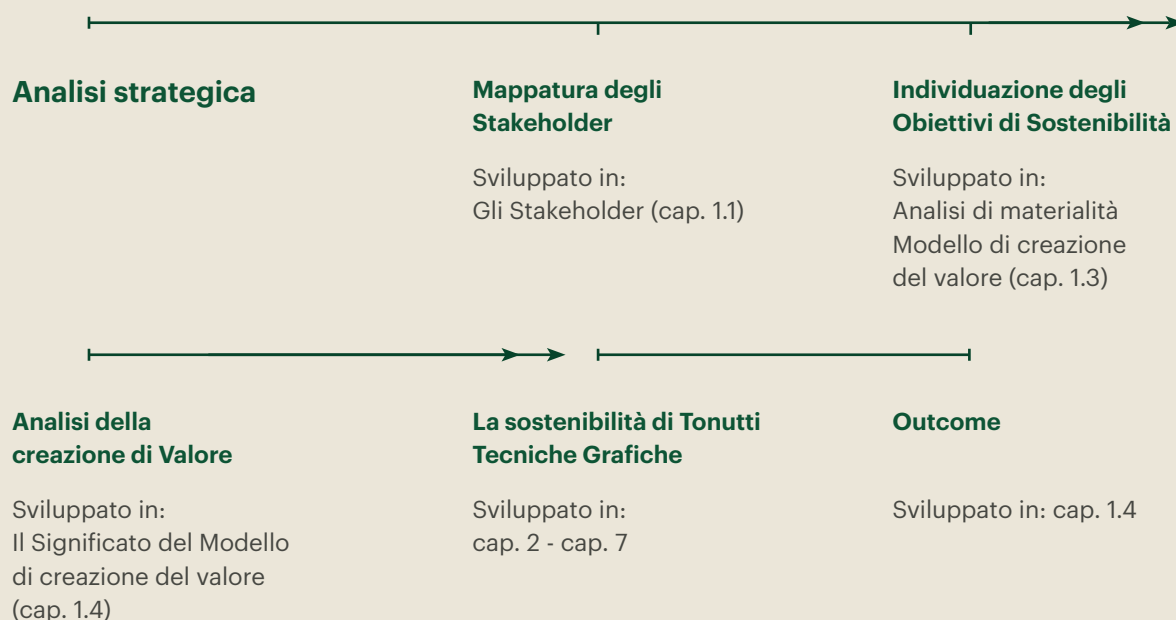 Analisi strategica
Mappatura degli
Stakeholder
Sviluppato in:
Gli Stakeholder (cap. 1.1)
Individuazione degli
Obiettivi di Sostenibilità
Sviluppato in:
Analisi di materialità
Modello di creazione
del valore (cap. 1.3)
Analisi della
creazione di Valore
Sviluppato in:
Il Significato del Modello
di creazione del valore
(cap. 1.4)
La sostenibilità di Tonutti
Tecniche Grafiche
Sviluppato in:
cap. 2 - cap. 7
Outcome
Sviluppato in: cap. 1.4